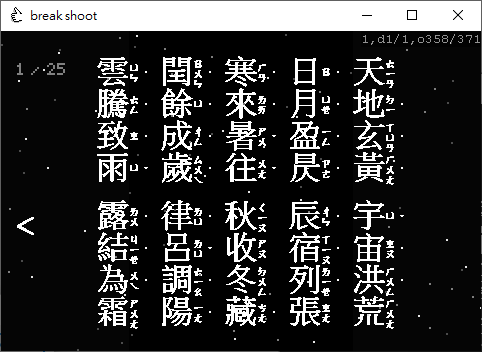 break shoot
1,d1/1,o358/371
1 / 25
天地玄黃
宇宙洪荒
日月盈昃
辰宿列張
寒來暑往
秋收冬藏
閏餘成歲
律呂調陽
雲騰致雨
露結為霜
<